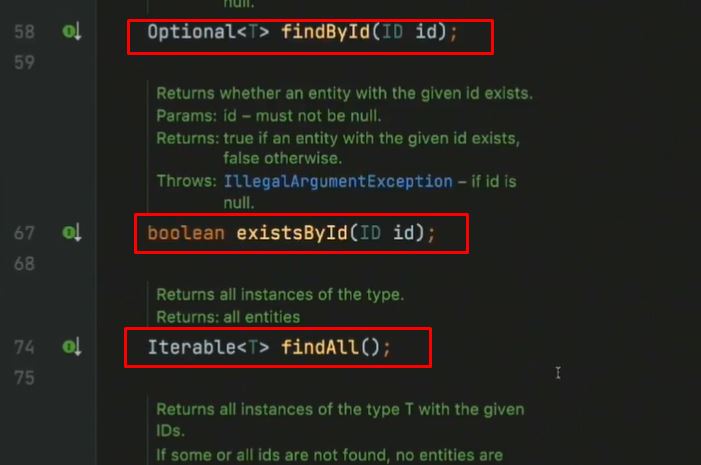 null.
58 Optional<T> findById(ID id);
59
Returns whether an entity with the given id exists.
Params: id – must not be null.
Returns: true if an entity with the given id exists,
false otherwise.
Throws: IllegalArgumentException – if id is
null.
67 boolean existsById(ID id);
68
Returns all instances of the type.
Returns: all entities
74 Iterable<T> findAll();
75
Returns all instances of the type T with the given
IDs.
If some or all ids are not found, no entities are